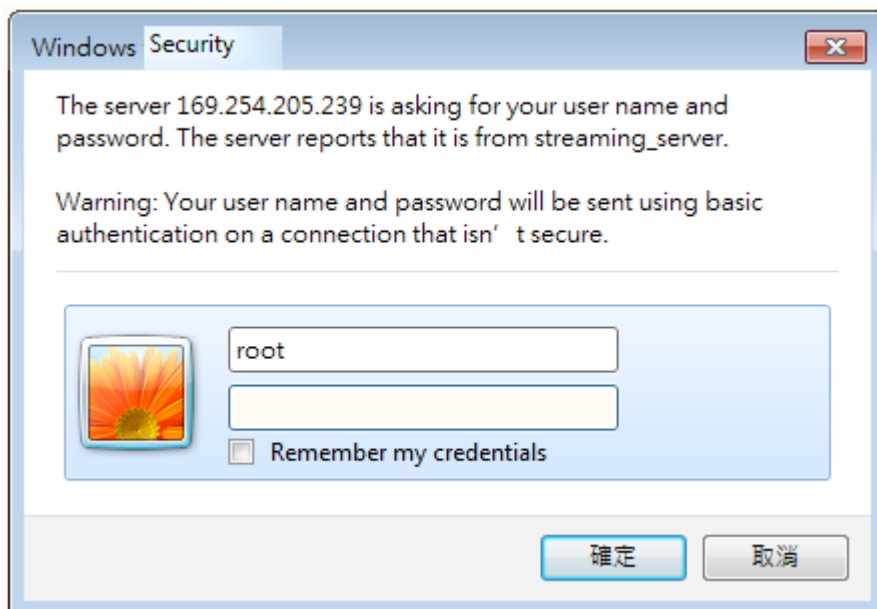 Windows Security
The server 169.254.205.239 is asking for your user name and
password. The server reports that it is from streaming_server.
Warning: Your user name and password will be sent using basic
authentication on a connection that isn’ t secure.
root
Remember my credentials
確定
取消